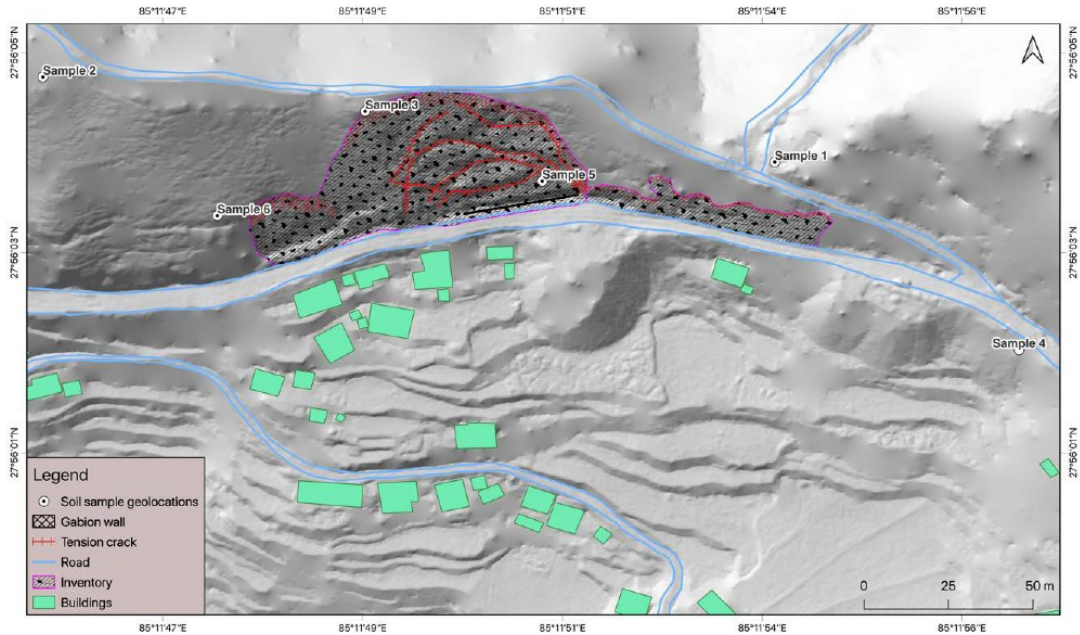 85°11'47"E 85°11'49"E 85°11'51"E 85°11'54"E 85°11'56"E
27°56'05"N 27°56'05"N
Sample 2
Sample 3
Sample 1
Sample 5
Sample 6
27°56'03"N 27°56'03"N
Sample 4
27°56'01"N 27°56'01"N
Legend
Soil sample geolocations
Gabion wall
Tension crack
Road
Inventory
Buildings
0 25 50 m
85°11'47"E 85°11'49"E 85°11'51"E 85°11'54"E 85°11'56"E